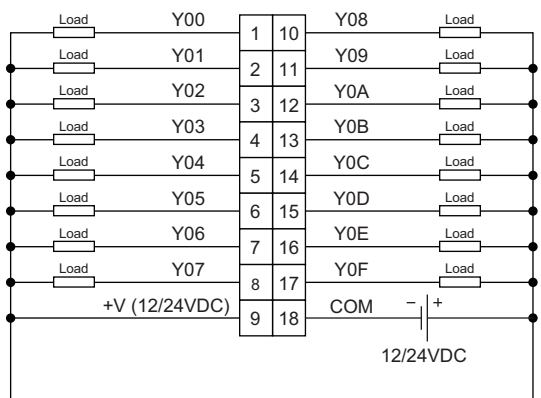 Load Y00 1 10 Y08 Load
Load Y01 2 11 Y09 Load
Load Y02 3 12 Y0A Load
Load Y03 4 13 Y0B Load
Load Y04 5 14 Y0C Load
Load Y05 6 15 Y0D Load
Load Y06 7 16 Y0E Load
Load Y07 8 17 Y0F Load
+V (12/24VDC) 9 18 COM − +
12/24VDC